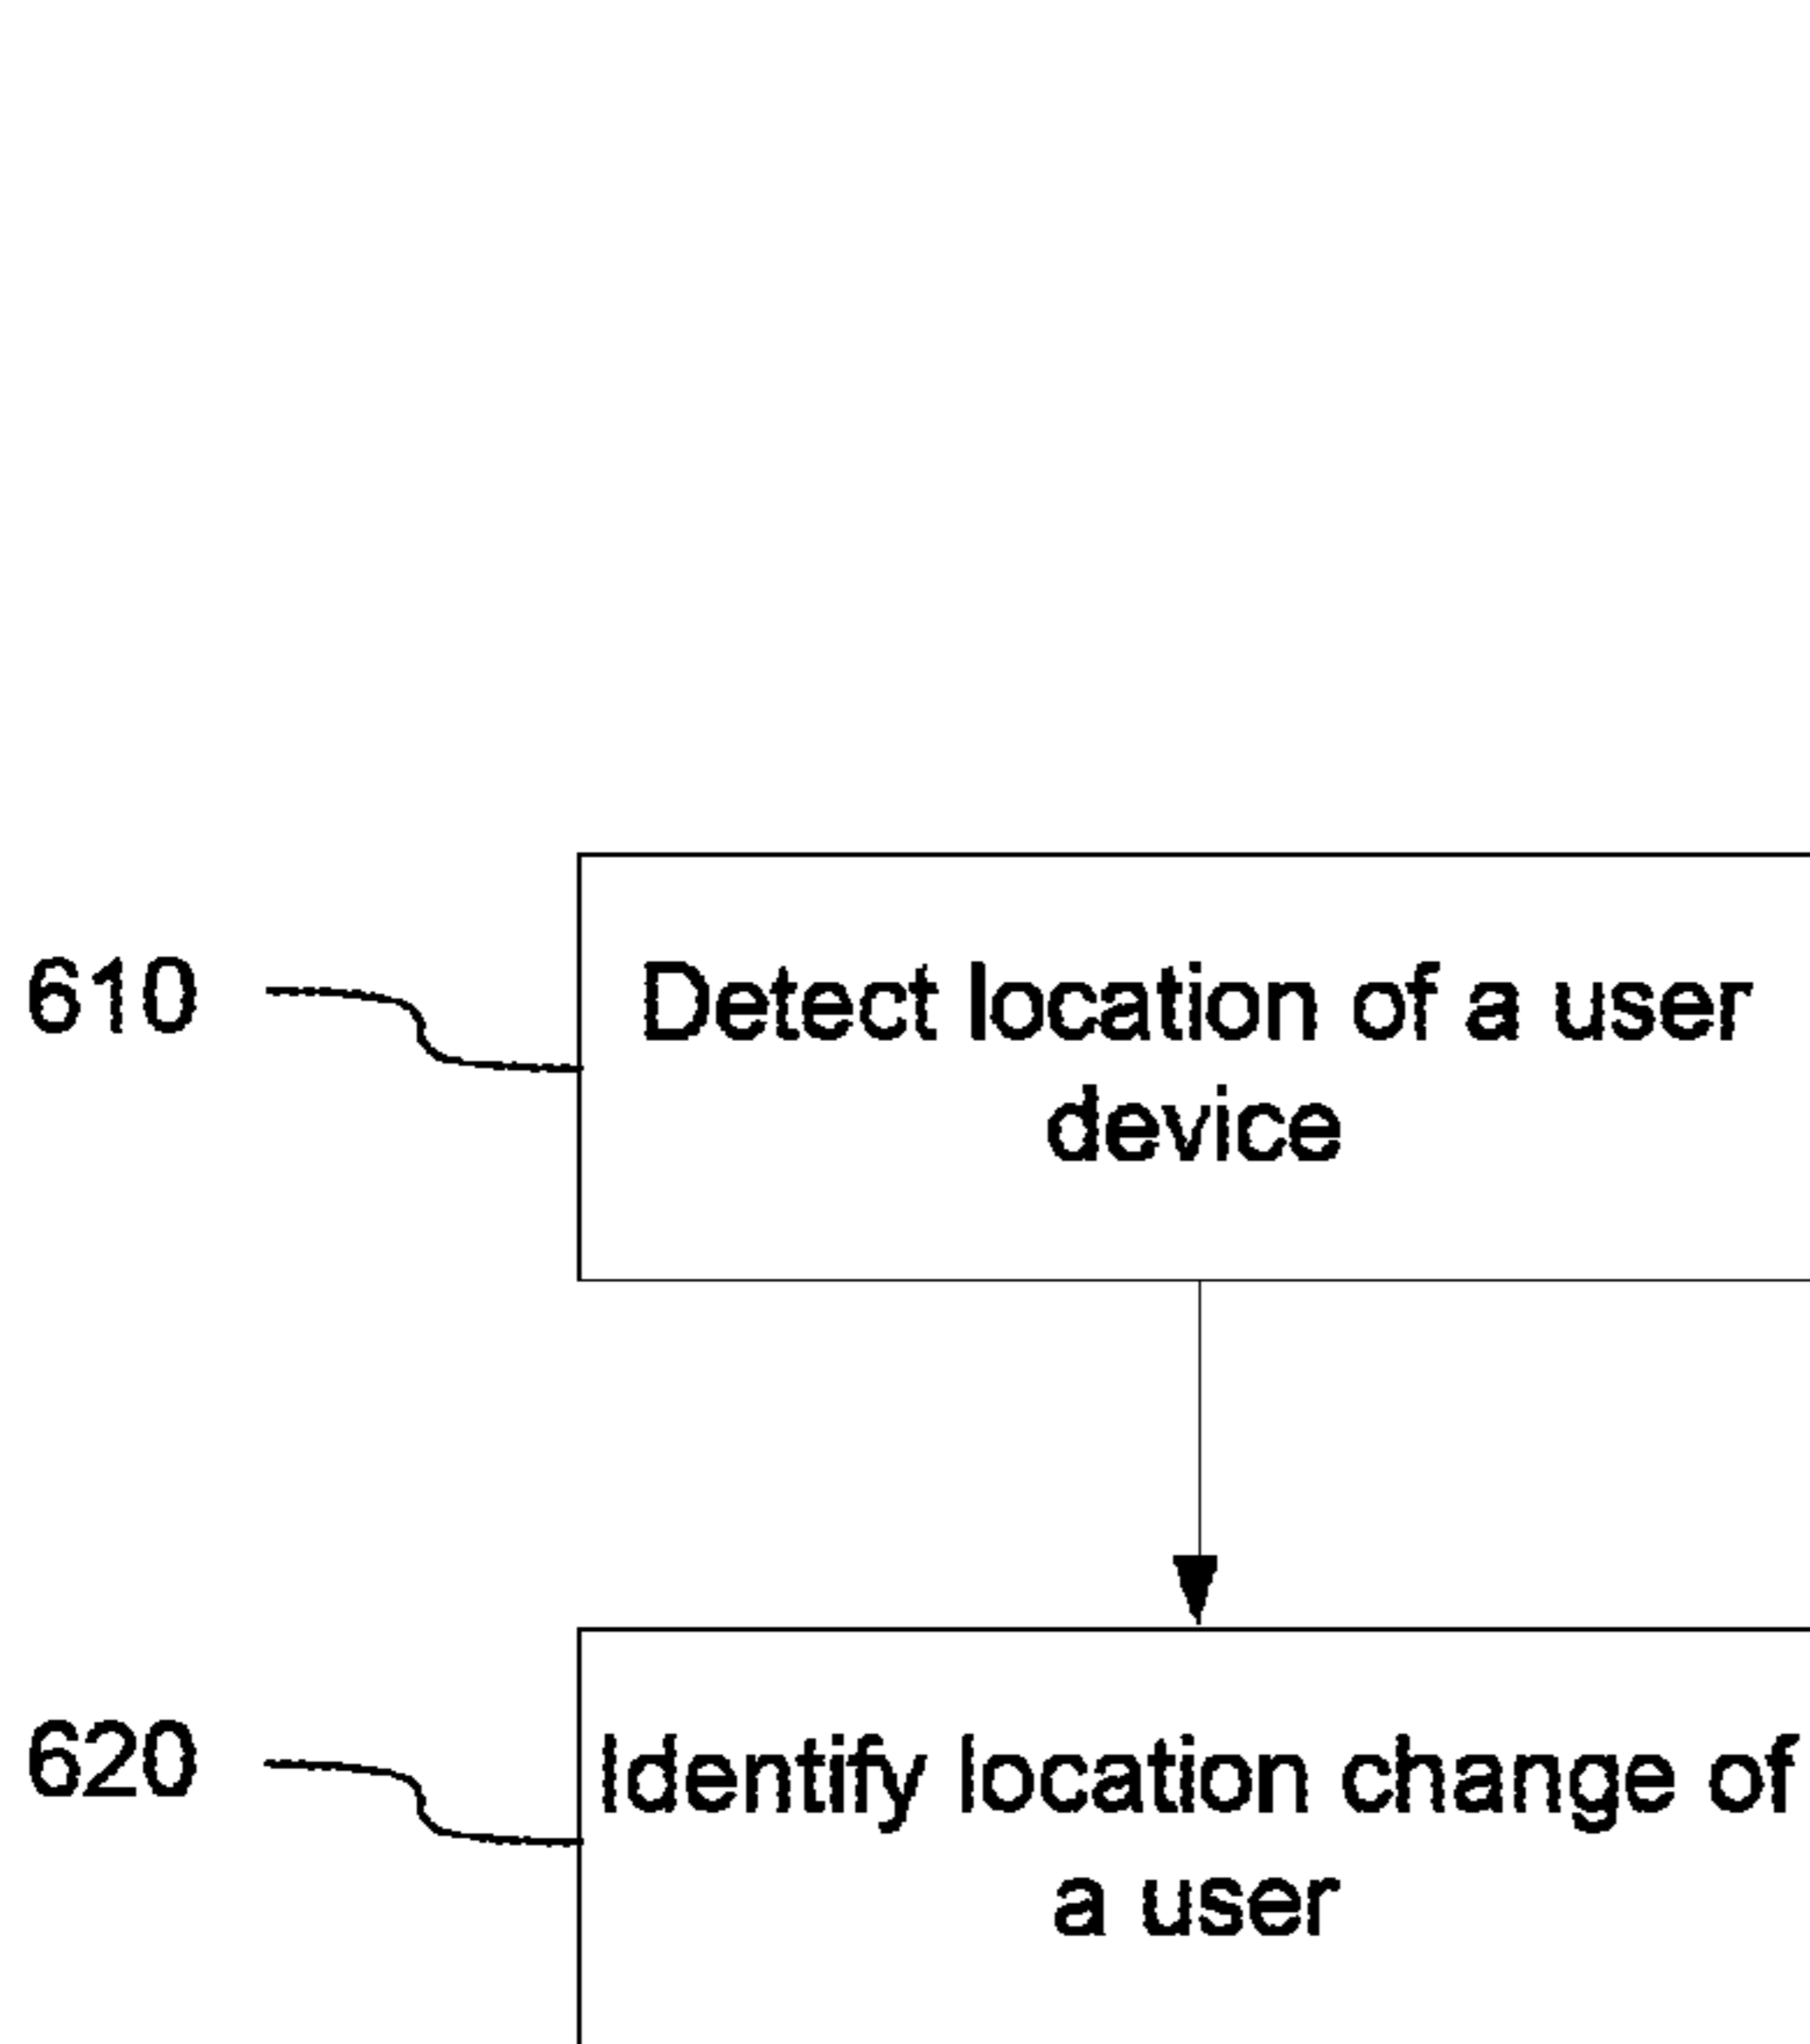 610
Detect location of a user
device
620
Identify location change of
a user